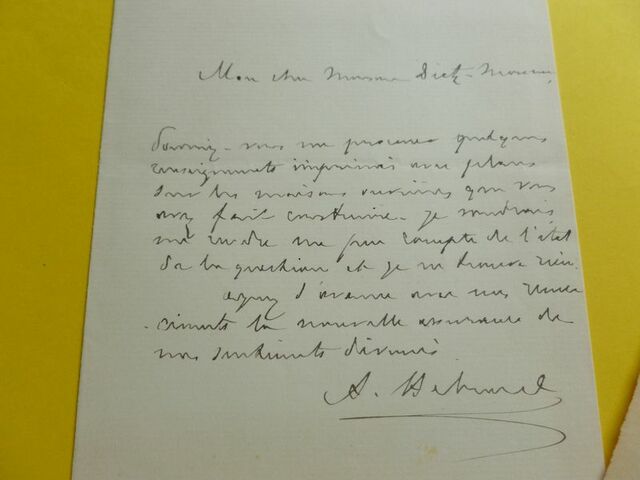 Mon cher Monsieur Dietz-Monnin,
Pourriez-vous me procurer quelques
renseignements imprimés avec plans
sur les maisons ouvrières que vous
avez fait construire. je voudrais
me rendre un peu compte de l'état
de la question et je ne trouve rien.
agréez d'avance avec mes remer
-ciments la nouvelle assurance de
mes sentiments dévoués.
A. Hébrard